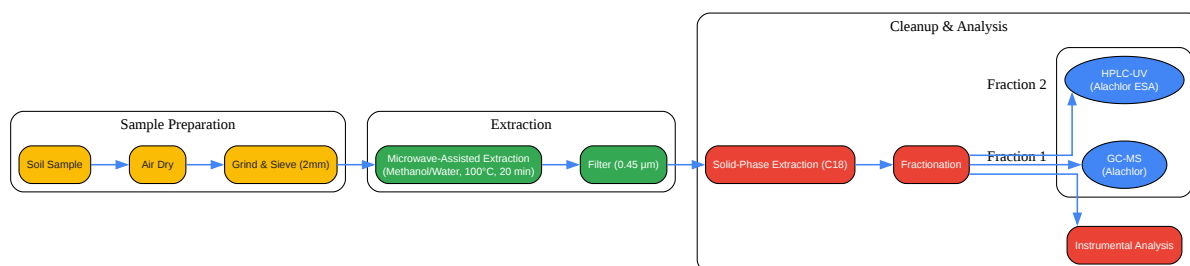 Sample Preparation
Soil Sample
Air Dry
Grind & Sieve (2mm)
Extraction
Microwave-Assisted Extraction
(Methanol/Water, 100°C, 20 min)
Filter (0.45 µm)
Cleanup & Analysis
Solid-Phase Extraction (C18)
Fractionation
Fraction 2
HPLC-UV
(Alachlor ESA)
Fraction 1
GC-MS
(Alachlor)
Instrumental Analysis